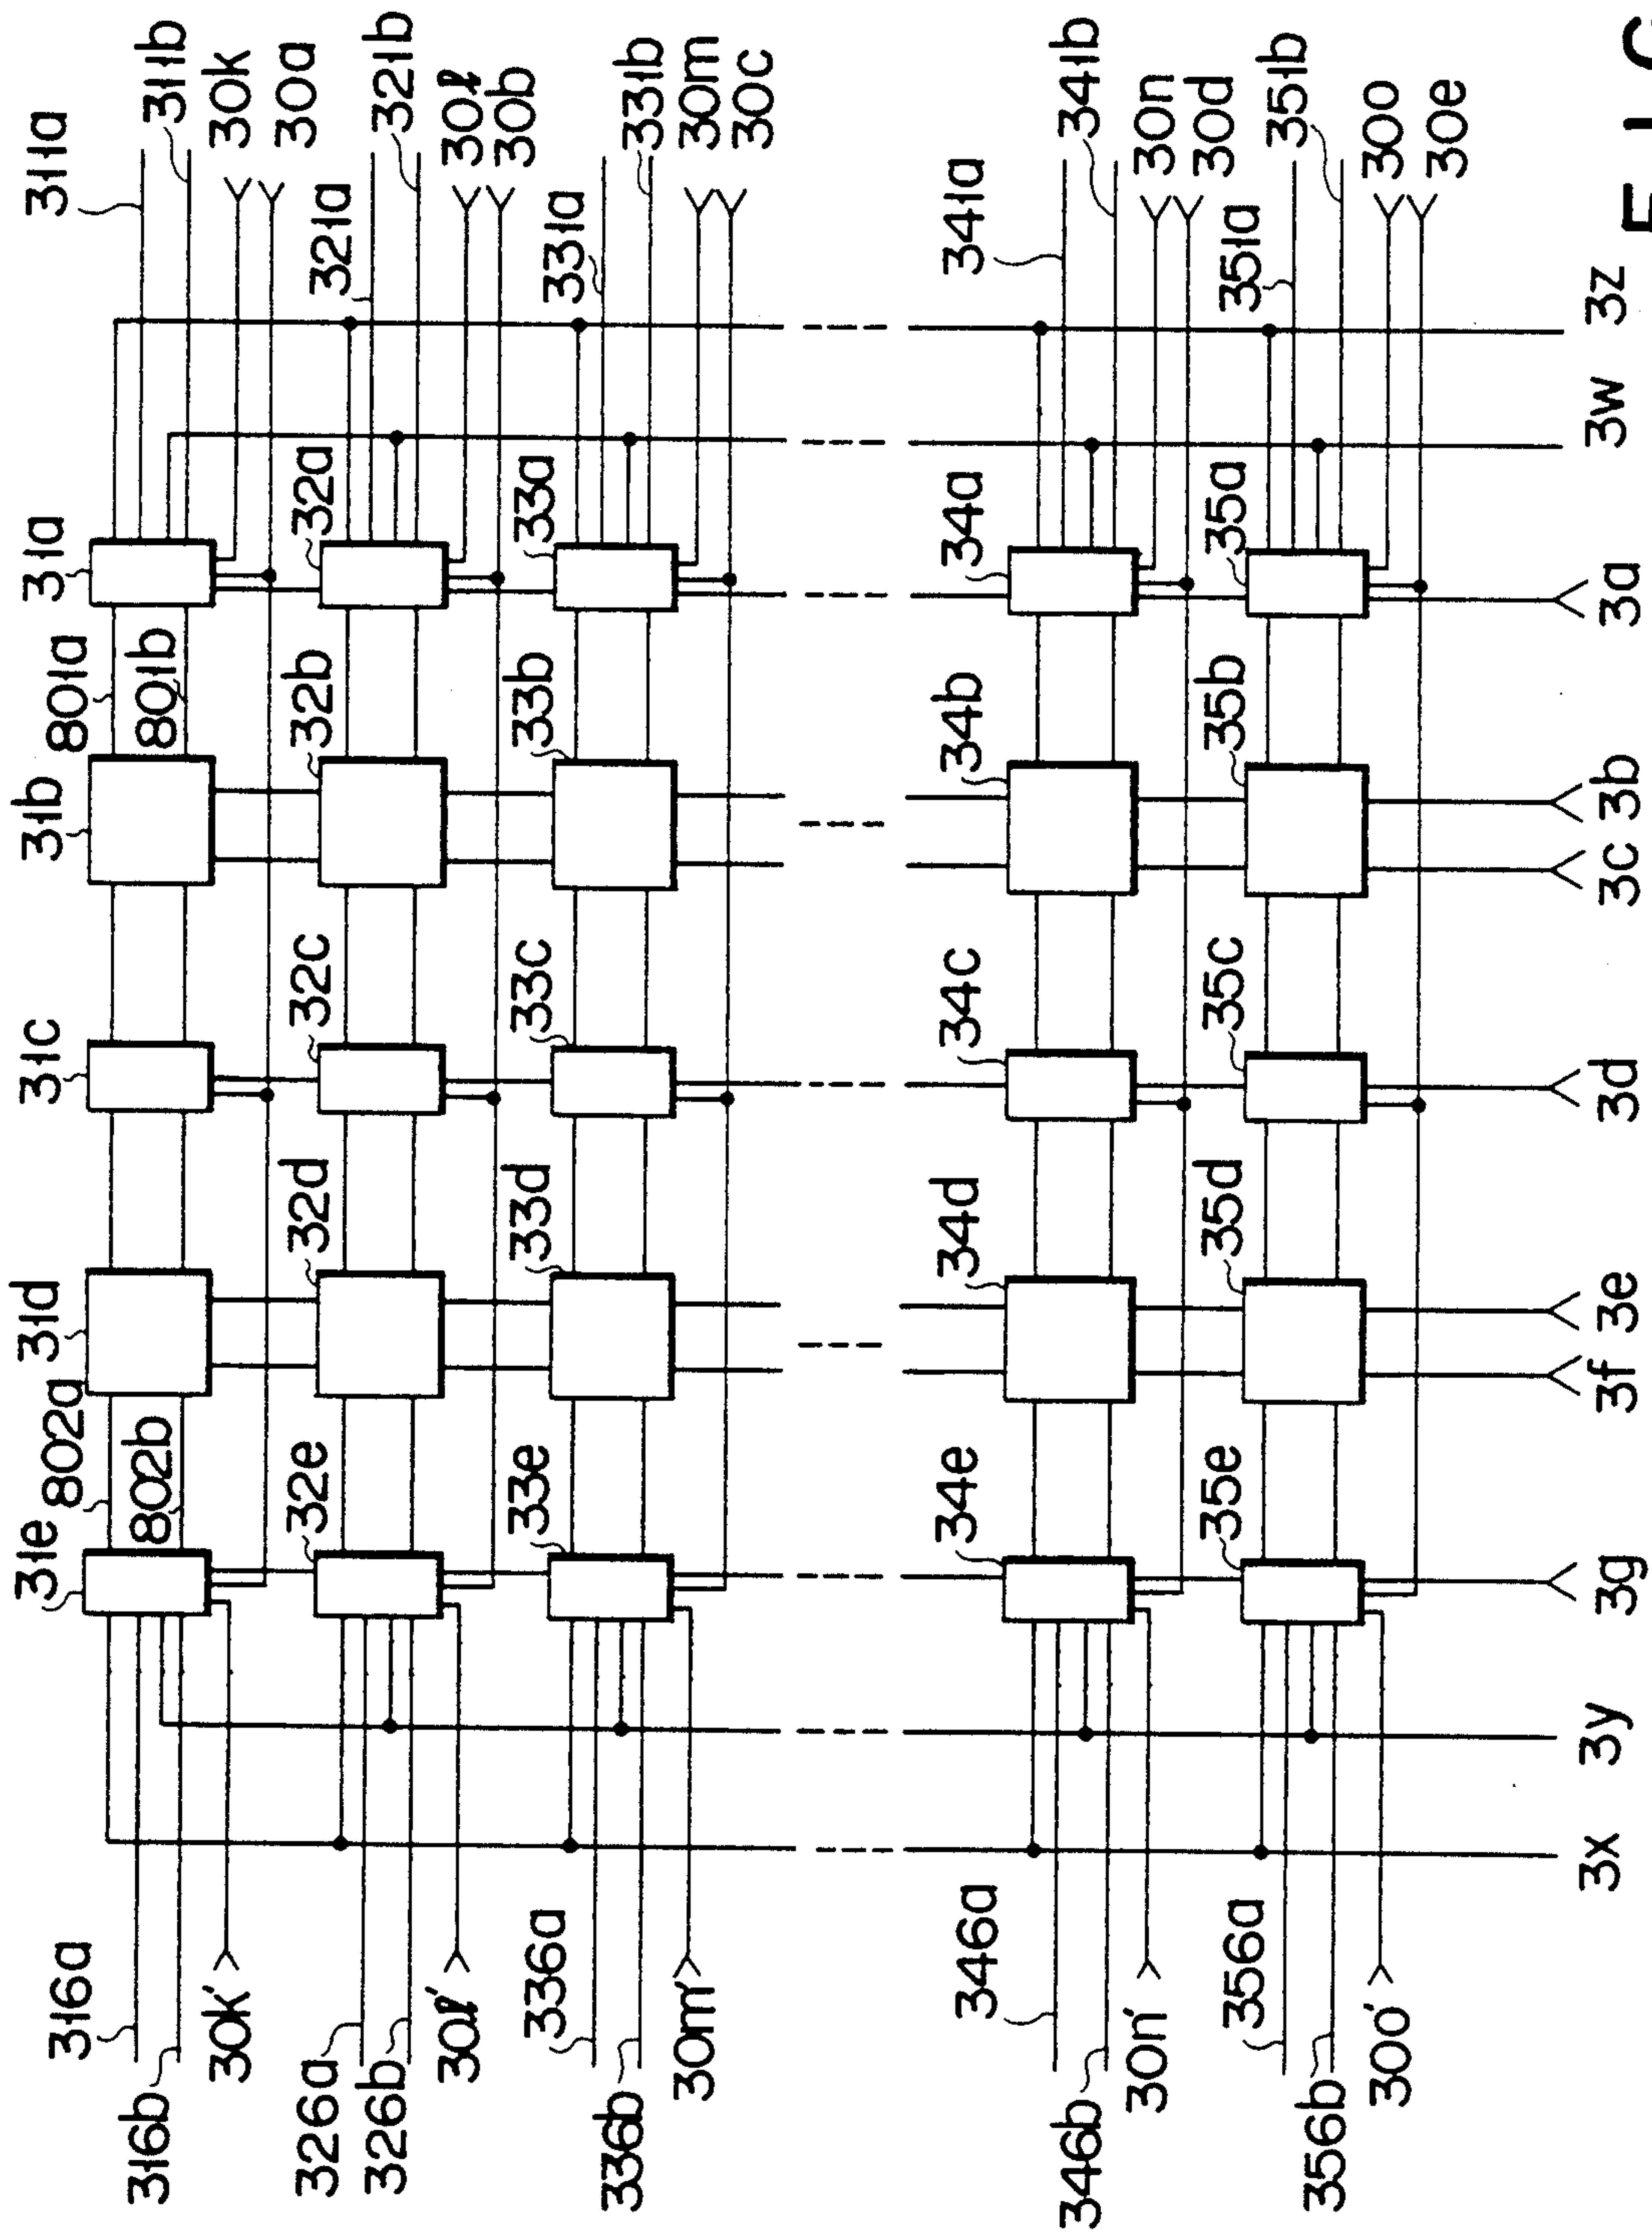 31e 31d 31c 31b 31a 311a
316a 802a 801a
316b 802b 801b 311b
30k' 30k
30a
326a 32e 32d 32c 32b 32a 321a
326b 321b
30ℓ' 30ℓ
30b
336a 33e 33d 33c 33b 33a 331a
336b 331b
30m' 30m
30c
346a 34e 34d 34c 34b 34a 341a
346b 341b
30n' 30n
30d
356a 35e 35d 35c 35b 35a 351a
356b 351b
30o' 30o
30e
3x 3y 3g 3f 3e 3d 3c 3b 3a 3w 3z